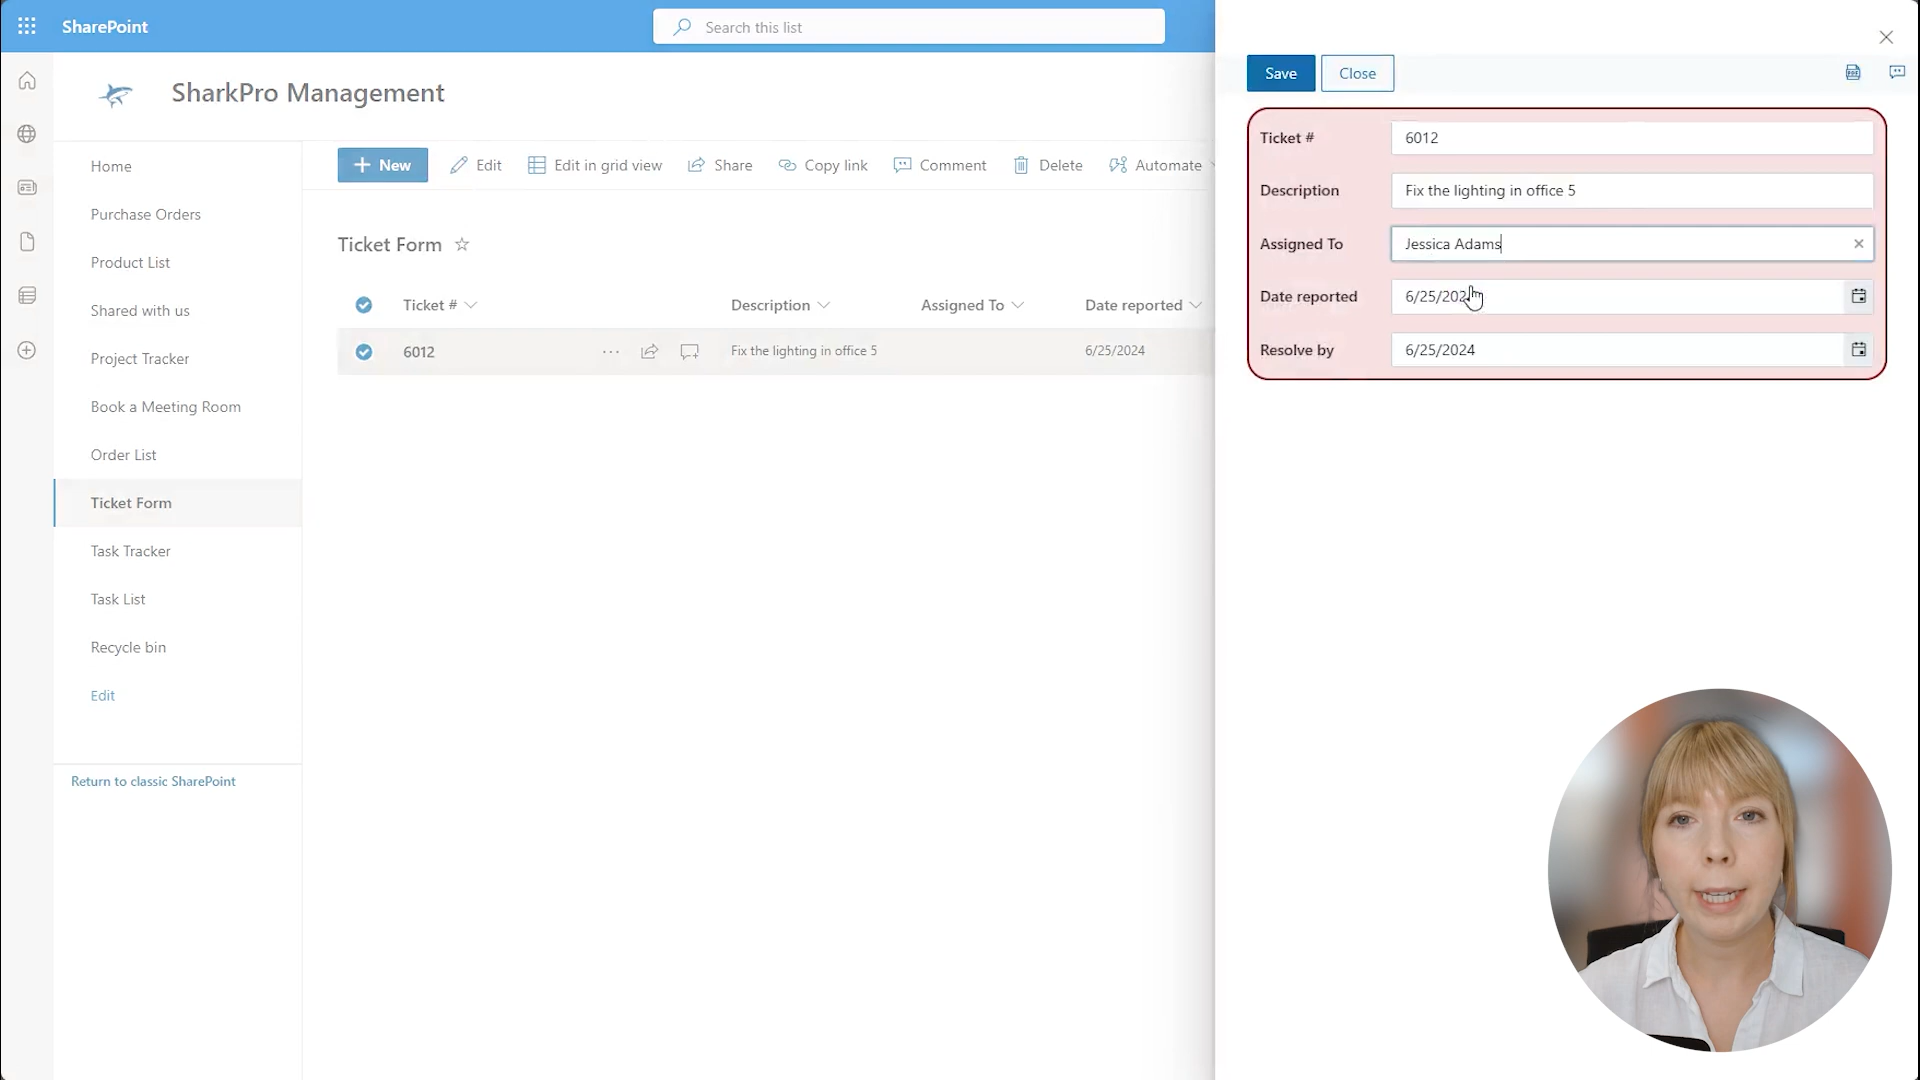 SharePoint
Search this list
SharkPro Management
Home
Purchase Orders
Product List
Shared with us
Project Tracker
Book a Meeting Room
Order List
Ticket Form
Task Tracker
Task List
Recycle bin
Edit
Return to classic SharePoint
New Edit Edit in grid view Share Copy link Comment Delete Automate
Ticket Form
Ticket # Description Assigned To Date reported
6012 Fix the lighting in office 5 6/25/2024
Save Close
Ticket # 6012
Description Fix the lighting in office 5
Assigned To Jessica Adams
Date reported
Resolve by 6/25/2024